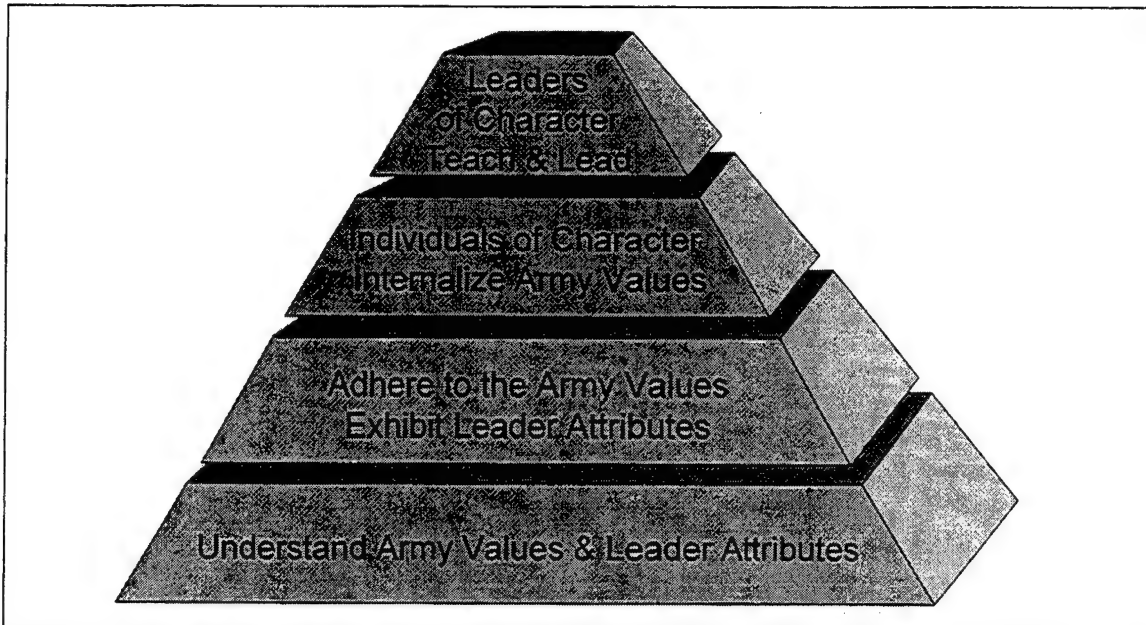 Leaders
of Character
Teach & Lead
Individuals of Character
Internalize Army Values
Adhere to the Army Values
Exhibit Leader Attributes
Understand Army Values & Leader Attributes